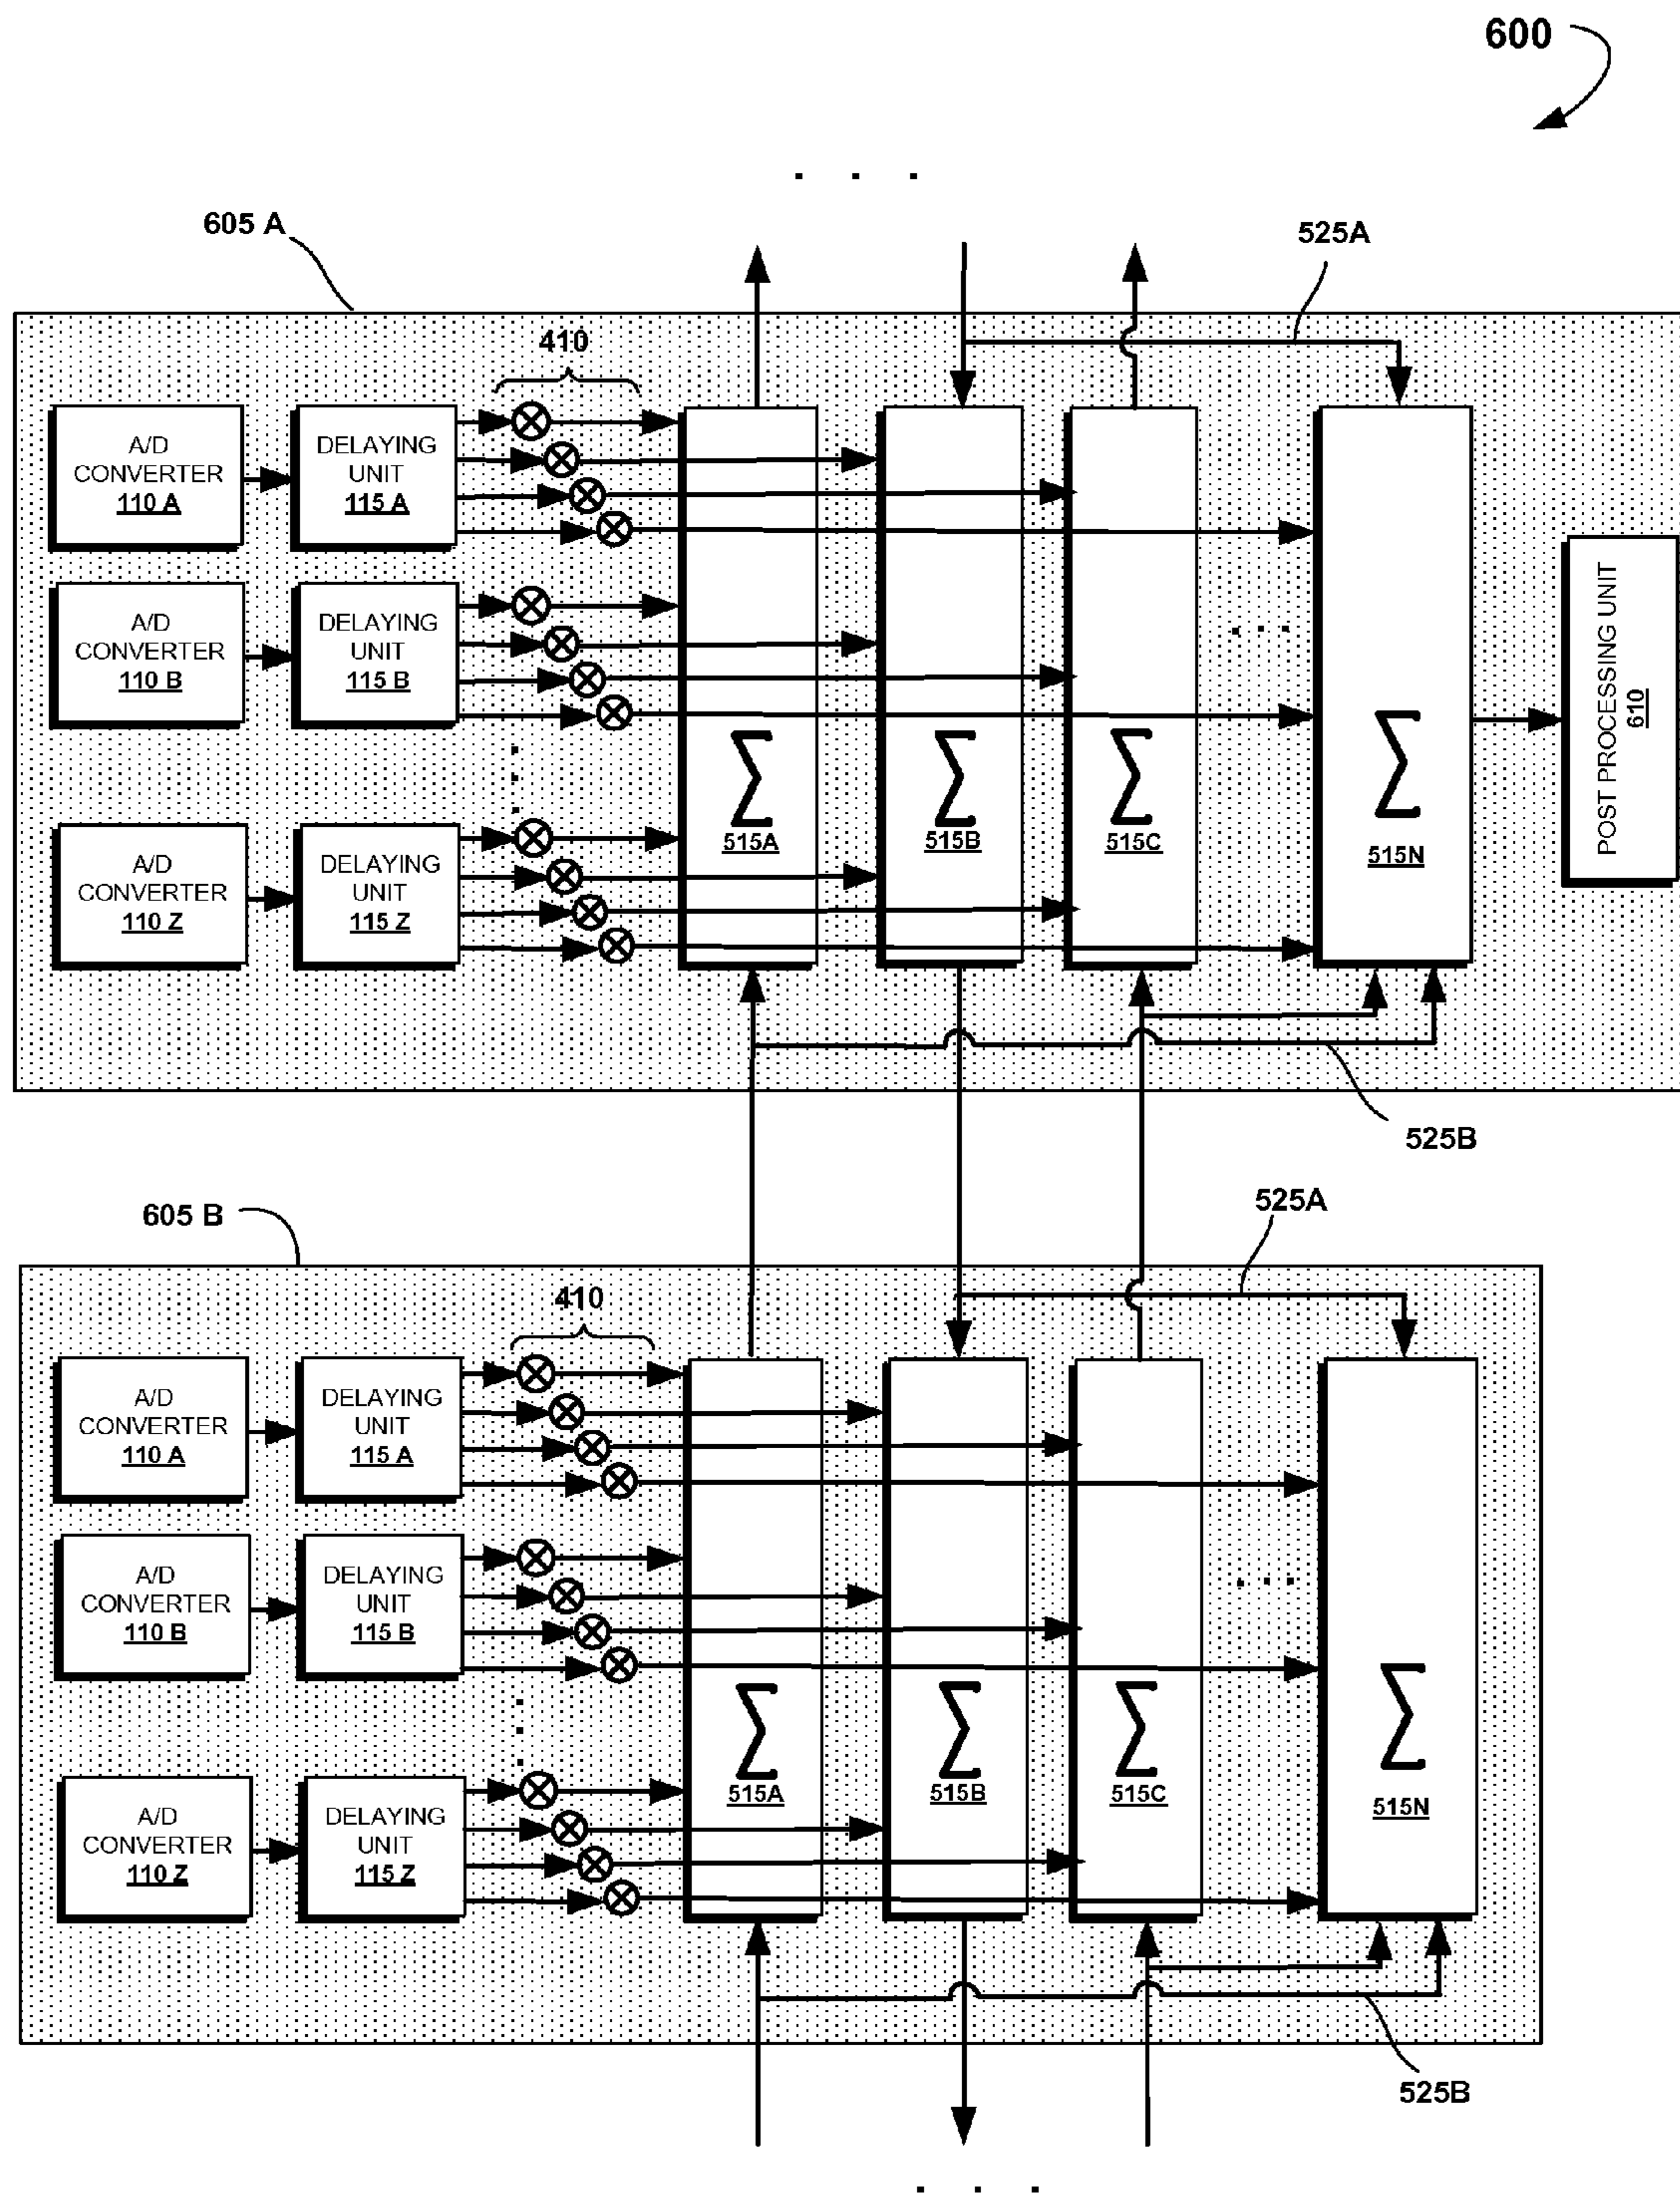 600
605 A
525A
410
A/D
CONVERTER
110 A
DELAYING
UNIT
115 A
A/D
CONVERTER
110 B
DELAYING
UNIT
115 B
A/D
CONVERTER
110 Z
DELAYING
UNIT
115 Z
∑
515A
∑
515B
∑
515C
∑
515N
POST PROCESSING UNIT
610
525B
605 B
525A
410
A/D
CONVERTER
110 A
DELAYING
UNIT
115 A
A/D
CONVERTER
110 B
DELAYING
UNIT
115 B
A/D
CONVERTER
110 Z
DELAYING
UNIT
115 Z
∑
515A
∑
515B
∑
515C
∑
515N
525B